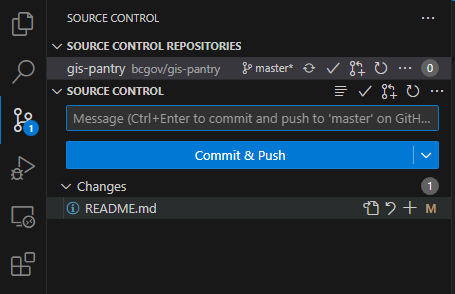 SOURCE CONTROL
SOURCE CONTROL REPOSITORIES
gis-pantry bcgov/gis-pantry master* 0
SOURCE CONTROL
1
Message (Ctrl+Enter to commit and push to 'master' on GitH...
Commit & Push
Changes 1
README.md M